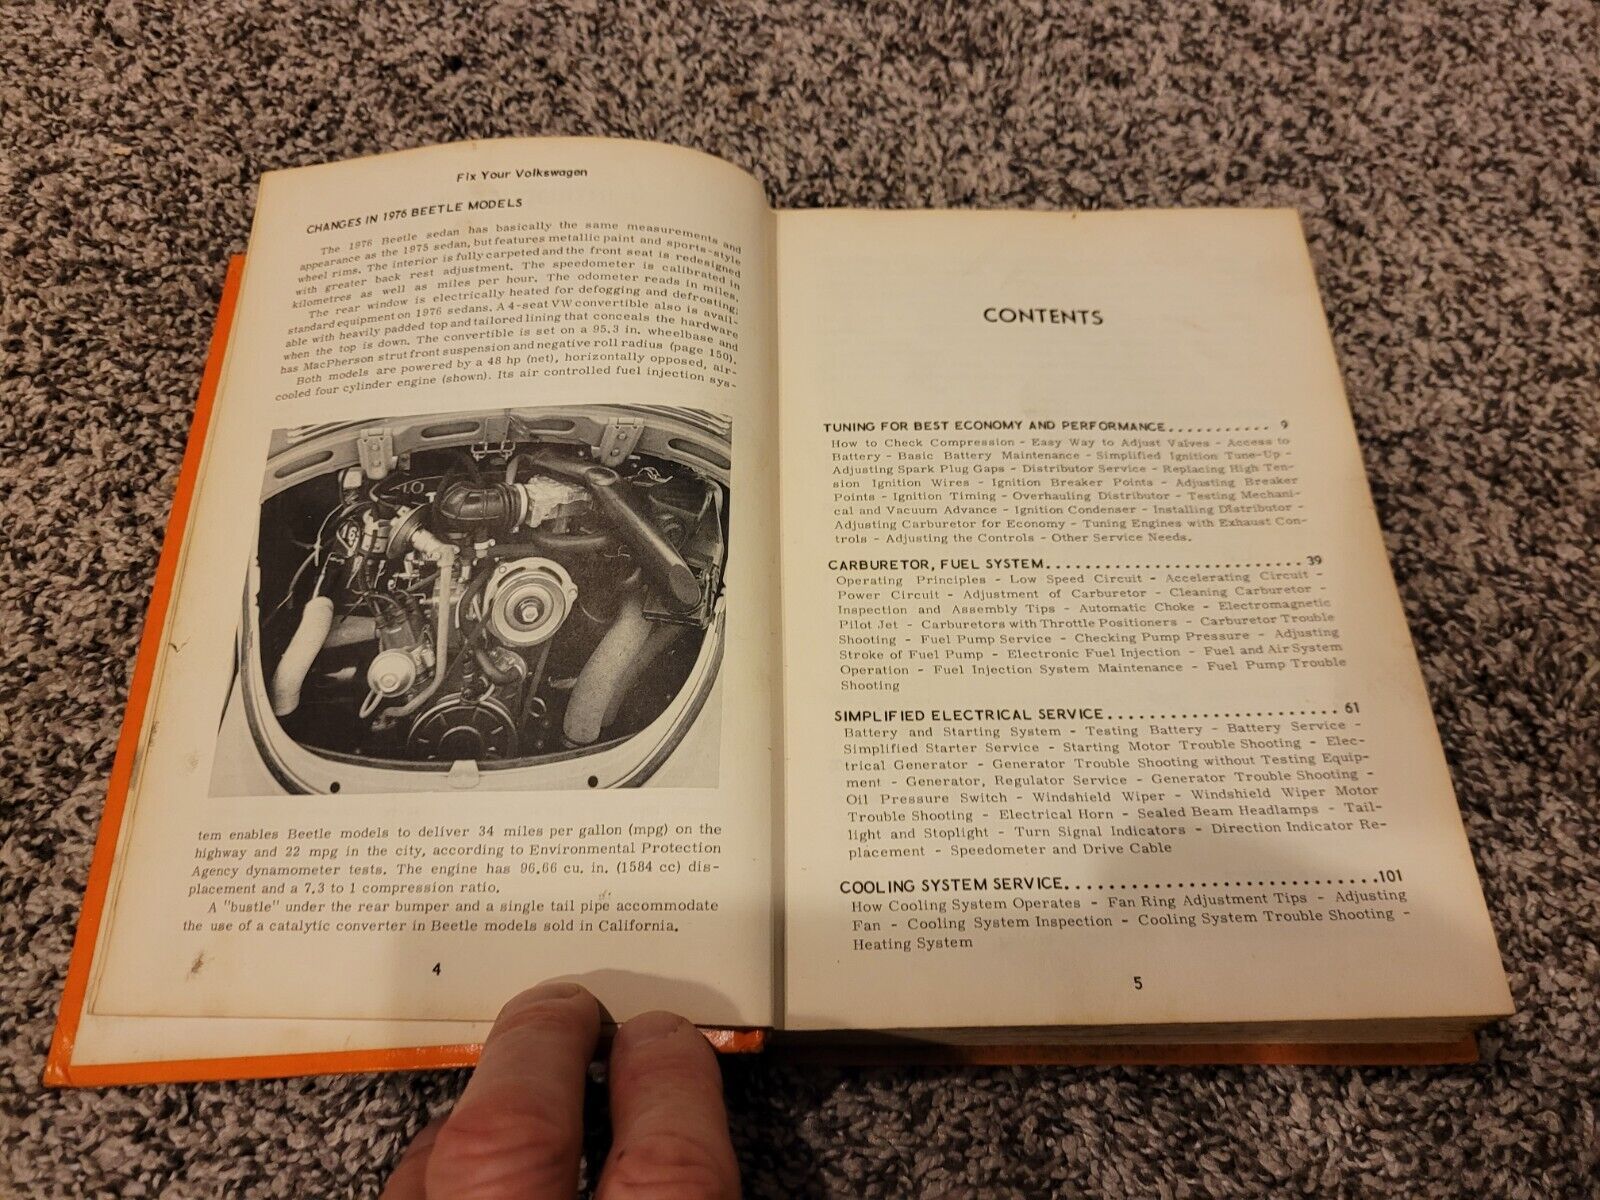 Fix Your Volkswagen
CHANGES IN 1976 BEETLE MODELS
The 1976 Beetle sedan has basically the same measurements and
appearance as the 1975 sedan, but features metallic paint and sports-style
wheel rims. The interior is fully carpeted and the front seat is redesigned
with greater back rest adjustment. The speedometer is calibrated in
kilometres as well as miles per hour. The odometer reads in miles.
The rear window is electrically heated for defogging and defrosting;
standard equipment on 1976 sedans. A 4-seat VW convertible also is avail-
able with heavily padded top and tailored lining that conceals the hardware
when the top is down. The convertible is set on a 95.3 in. wheelbase and
has MacPherson strut front suspension and negative roll radius (page 150).
Both models are powered by a 48 hp (net), horizontally opposed, air-
cooled four cylinder engine (shown). Its air controlled fuel injection sys-
tem enables Beetle models to deliver 34 miles per gallon (mpg) on the
highway and 22 mpg in the city, according to Environmental Protection
Agency dynamometer tests. The engine has 96.66 cu. in. (1584 cc) dis-
placement and a 7.3 to 1 compression ratio.
A "bustle" under the rear bumper and a single tail pipe accommodate
the use of a catalytic converter in Beetle models sold in California.
4
CONTENTS
TUNING FOR BEST ECONOMY AND PERFORMANCE........... 9
How to Check Compression - Easy Way to Adjust Valves - Access to
Battery - Basic Battery Maintenance - Simplified Ignition Tune-Up -
Adjusting Spark Plug Gaps - Distributor Service - Replacing High Ten-
sion Ignition Wires - Ignition Breaker Points - Adjusting Breaker
Points - Ignition Timing - Overhauling Distributor - Testing Mechani-
cal and Vacuum Advance - Ignition Condenser - Installing Distributor -
Adjusting Carburetor for Economy - Tuning Engines with Exhaust Con-
trols - Adjusting the Controls - Other Service Needs.
CARBURETOR, FUEL SYSTEM.......................... 39
Operating Principles - Low Speed Circuit - Accelerating Circuit -
Power Circuit - Adjustment of Carburetor - Cleaning Carburetor -
Inspection and Assembly Tips - Automatic Choke - Electromagnetic
Pilot Jet - Carburetors with Throttle Positioners - Carburetor Trouble
Shooting - Fuel Pump Service - Checking Pump Pressure - Adjusting
Stroke of Fuel Pump - Electronic Fuel Injection - Fuel and Air System
Operation - Fuel Injection System Maintenance - Fuel Pump Trouble
Shooting
SIMPLIFIED ELECTRICAL SERVICE...................... 61
Battery and Starting System - Testing Battery - Battery Service -
Simplified Starter Service - Starting Motor Trouble Shooting - Elec-
trical Generator - Generator Trouble Shooting without Testing Equip-
ment - Generator, Regulator Service - Generator Trouble Shooting -
Oil Pressure Switch - Windshield Wiper - Windshield Wiper Motor
Trouble Shooting - Electrical Horn - Sealed Beam Headlamps - Tail-
light and Stoplight - Turn Signal Indicators - Direction Indicator Re-
placement - Speedometer and Drive Cable
COOLING SYSTEM SERVICE............................101
How Cooling System Operates - Fan Ring Adjustment Tips - Adjusting
Fan - Cooling System Inspection - Cooling System Trouble Shooting -
Heating System
5